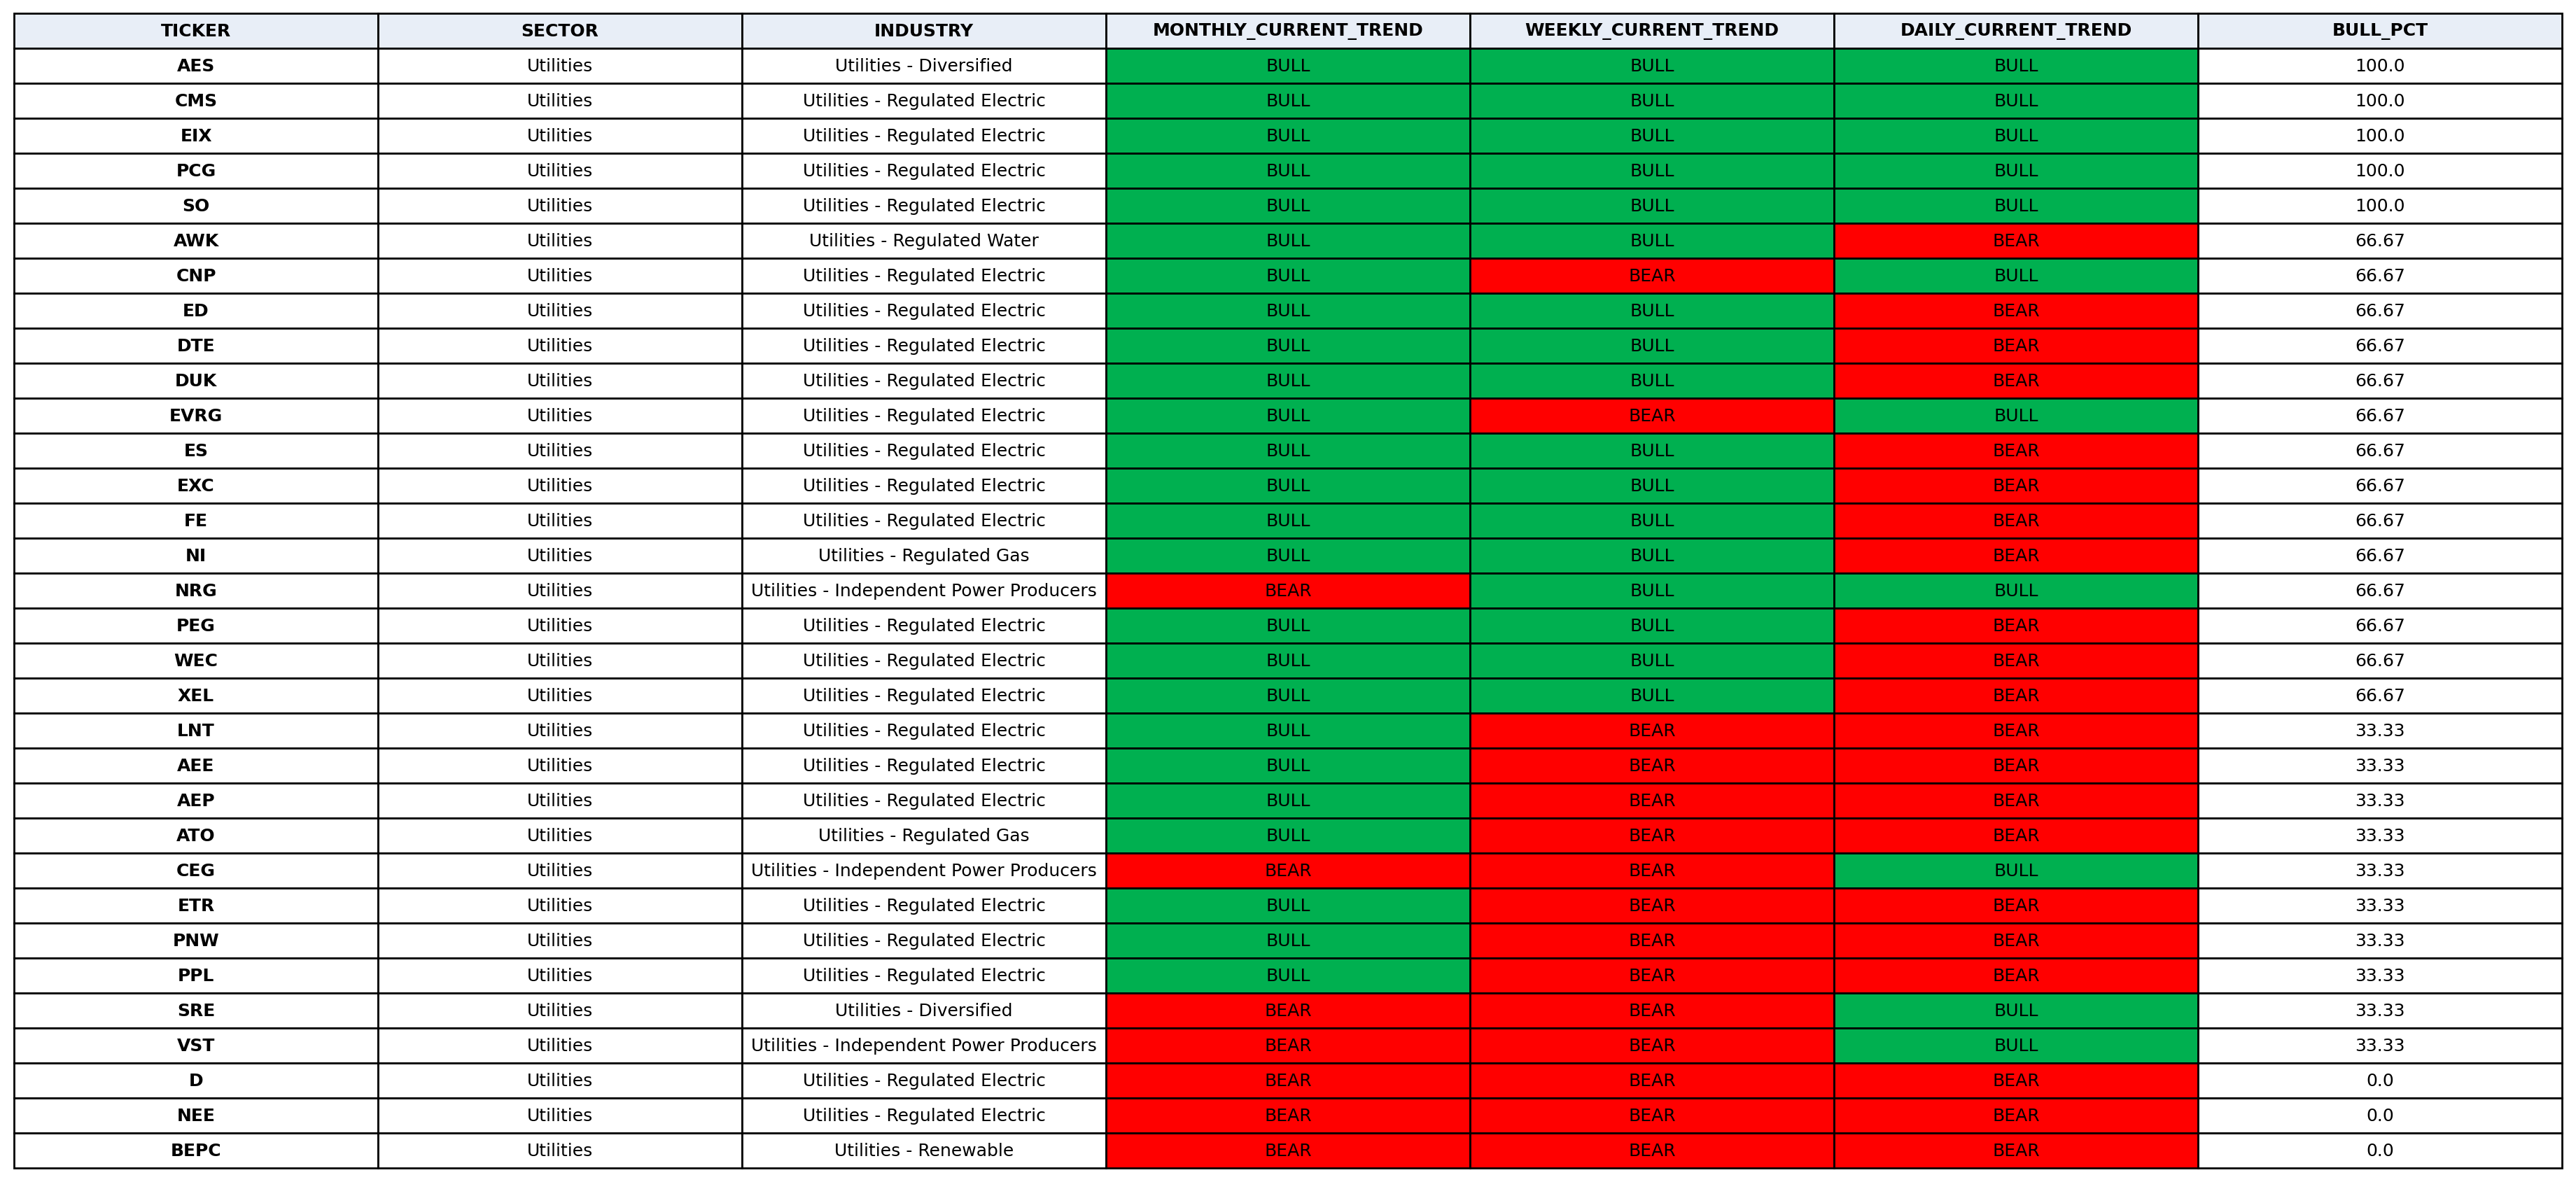 TICKER SECTOR INDUSTRY MONTHLY_CURRENT_TREND WEEKLY_CURRENT_TREND DAILY_CURRENT_TREND BULL_PCT
AES Utilities Utilities - Diversified BULL BULL BULL 100.0
CMS Utilities Utilities - Regulated Electric BULL BULL BULL 100.0
EIX Utilities Utilities - Regulated Electric BULL BULL BULL 100.0
PCG Utilities Utilities - Regulated Electric BULL BULL BULL 100.0
SO Utilities Utilities - Regulated Electric BULL BULL BULL 100.0
AWK Utilities Utilities - Regulated Water BULL BULL BEAR 66.67
CNP Utilities Utilities - Regulated Electric BULL BEAR BULL 66.67
ED Utilities Utilities - Regulated Electric BULL BULL BEAR 66.67
DTE Utilities Utilities - Regulated Electric BULL BULL BEAR 66.67
DUK Utilities Utilities - Regulated Electric BULL BULL BEAR 66.67
EVRG Utilities Utilities - Regulated Electric BULL BEAR BULL 66.67
ES Utilities Utilities - Regulated Electric BULL BULL BEAR 66.67
EXC Utilities Utilities - Regulated Electric BULL BULL BEAR 66.67
FE Utilities Utilities - Regulated Electric BULL BULL BEAR 66.67
NI Utilities Utilities - Regulated Gas BULL BULL BEAR 66.67
NRG Utilities Utilities - Independent Power Producers BEAR BULL BULL 66.67
PEG Utilities Utilities - Regulated Electric BULL BULL BEAR 66.67
WEC Utilities Utilities - Regulated Electric BULL BULL BEAR 66.67
XEL Utilities Utilities - Regulated Electric BULL BULL BEAR 66.67
LNT Utilities Utilities - Regulated Electric BULL BEAR BEAR 33.33
AEE Utilities Utilities - Regulated Electric BULL BEAR BEAR 33.33
AEP Utilities Utilities - Regulated Electric BULL BEAR BEAR 33.33
ATO Utilities Utilities - Regulated Gas BULL BEAR BEAR 33.33
CEG Utilities Utilities - Independent Power Producers BEAR BEAR BULL 33.33
ETR Utilities Utilities - Regulated Electric BULL BEAR BEAR 33.33
PNW Utilities Utilities - Regulated Electric BULL BEAR BEAR 33.33
PPL Utilities Utilities - Regulated Electric BULL BEAR BEAR 33.33
SRE Utilities Utilities - Diversified BEAR BEAR BULL 33.33
VST Utilities Utilities - Independent Power Producers BEAR BEAR BULL 33.33
D Utilities Utilities - Regulated Electric BEAR BEAR BEAR 0.0
NEE Utilities Utilities - Regulated Electric BEAR BEAR BEAR 0.0
BEPC Utilities Utilities - Renewable BEAR BEAR BEAR 0.0